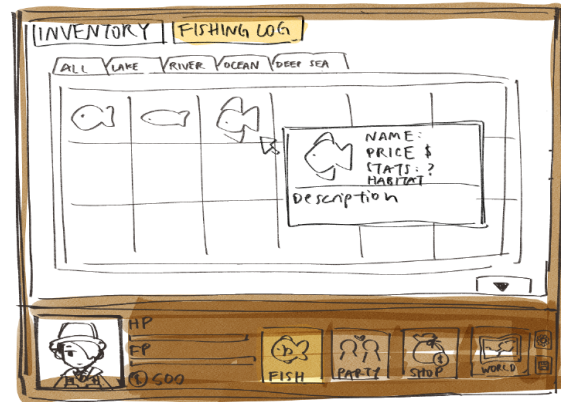 INVENTORY
FISHING LOG
ALL LAKE RIVER OCEAN DEEP SEA
NAME:
PRICE $
STATS: ?
HABITAT
Description
HP
FP
$ 500
FISH PARTY SHOP WORLD